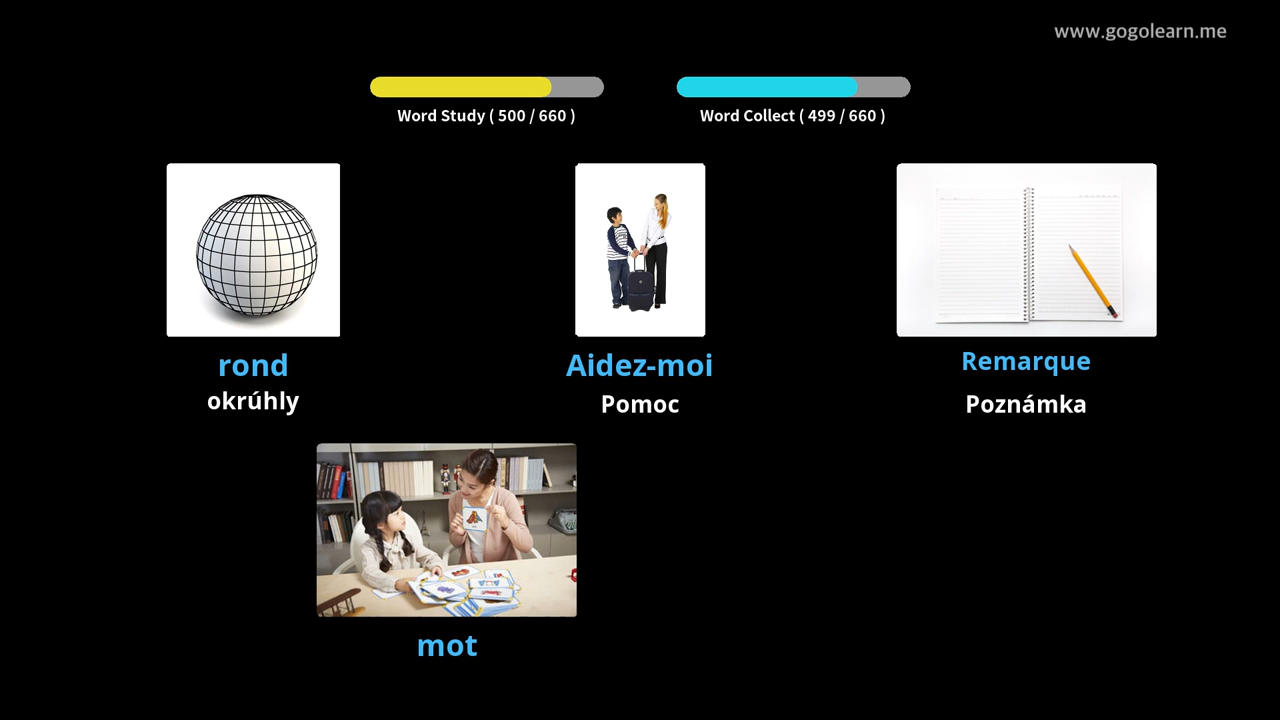 www.gogolearn.me
Word Study ( 500 / 660 )
Word Collect ( 499 / 660 )
rond
okrúhly
Aidez-moi
Pomoc
Remarque
Poznámka
mot